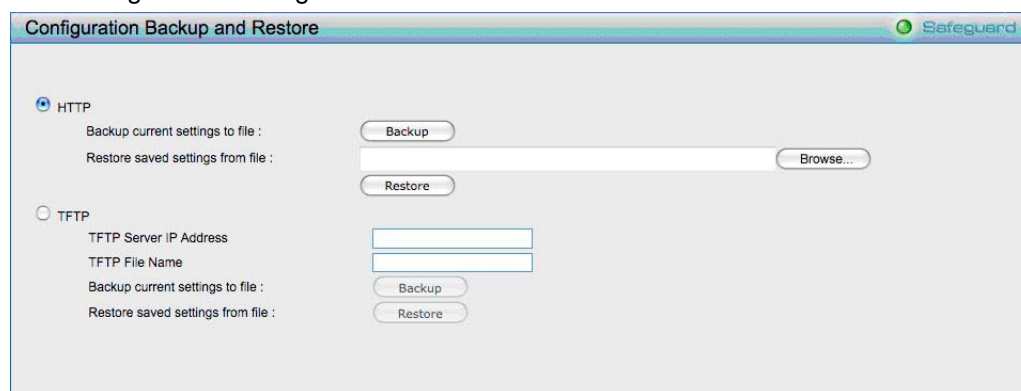 Configuration Backup and Restore
Safeguard
HTTP
Backup current settings to file :
Backup
Restore saved settings from file :
Browse...
Restore
TFTP
TFTP Server IP Address
TFTP File Name
Backup current settings to file :
Backup
Restore saved settings from file :
Restore